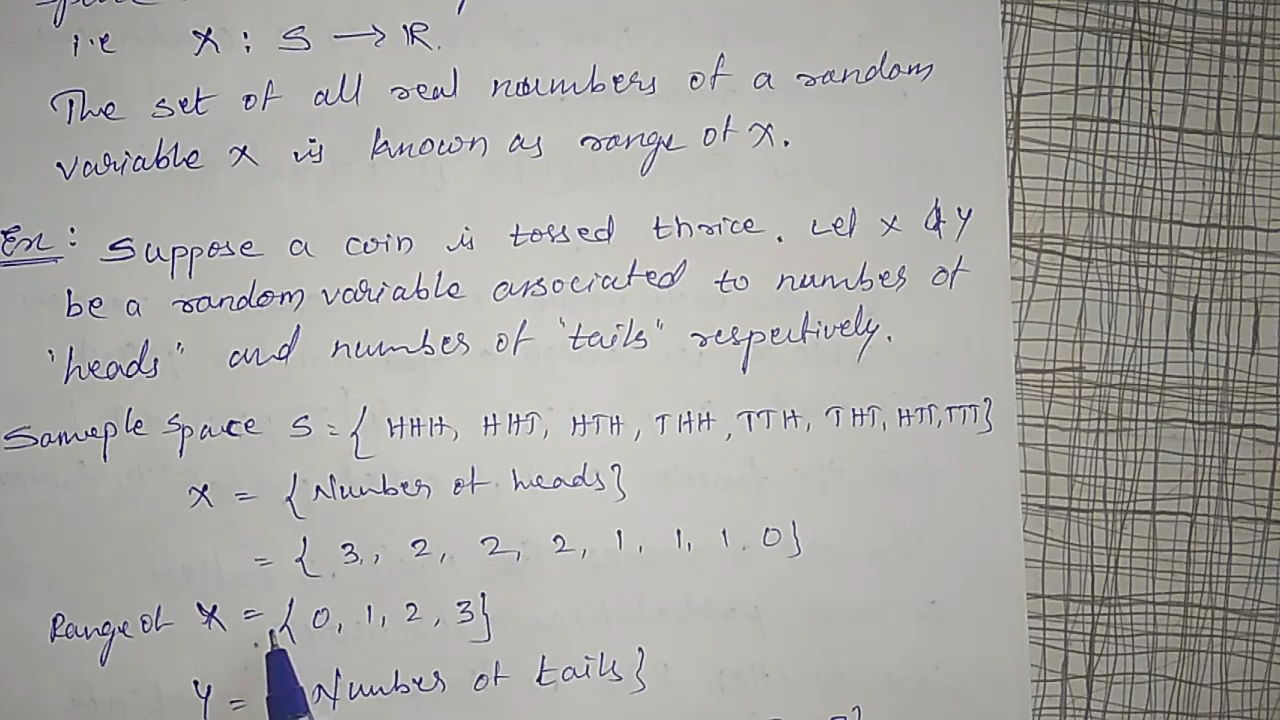 i.e X : S → R.
The set of all real numbers of a random
variable X is known as range of X.
Ex: Suppose a coin is tossed thrice. Let X & Y
be a random variable associated to number of
"heads" and number of "tails" respectively.
Sample space S = { HHH, HHT, HTH, THH, TTH, THT, HTT, TTT}
X = {Number of heads}
= { 3, 2, 2, 2, 1, 1, 1, 0}
Range of X = { 0, 1, 2, 3}
Y = Number of tails}